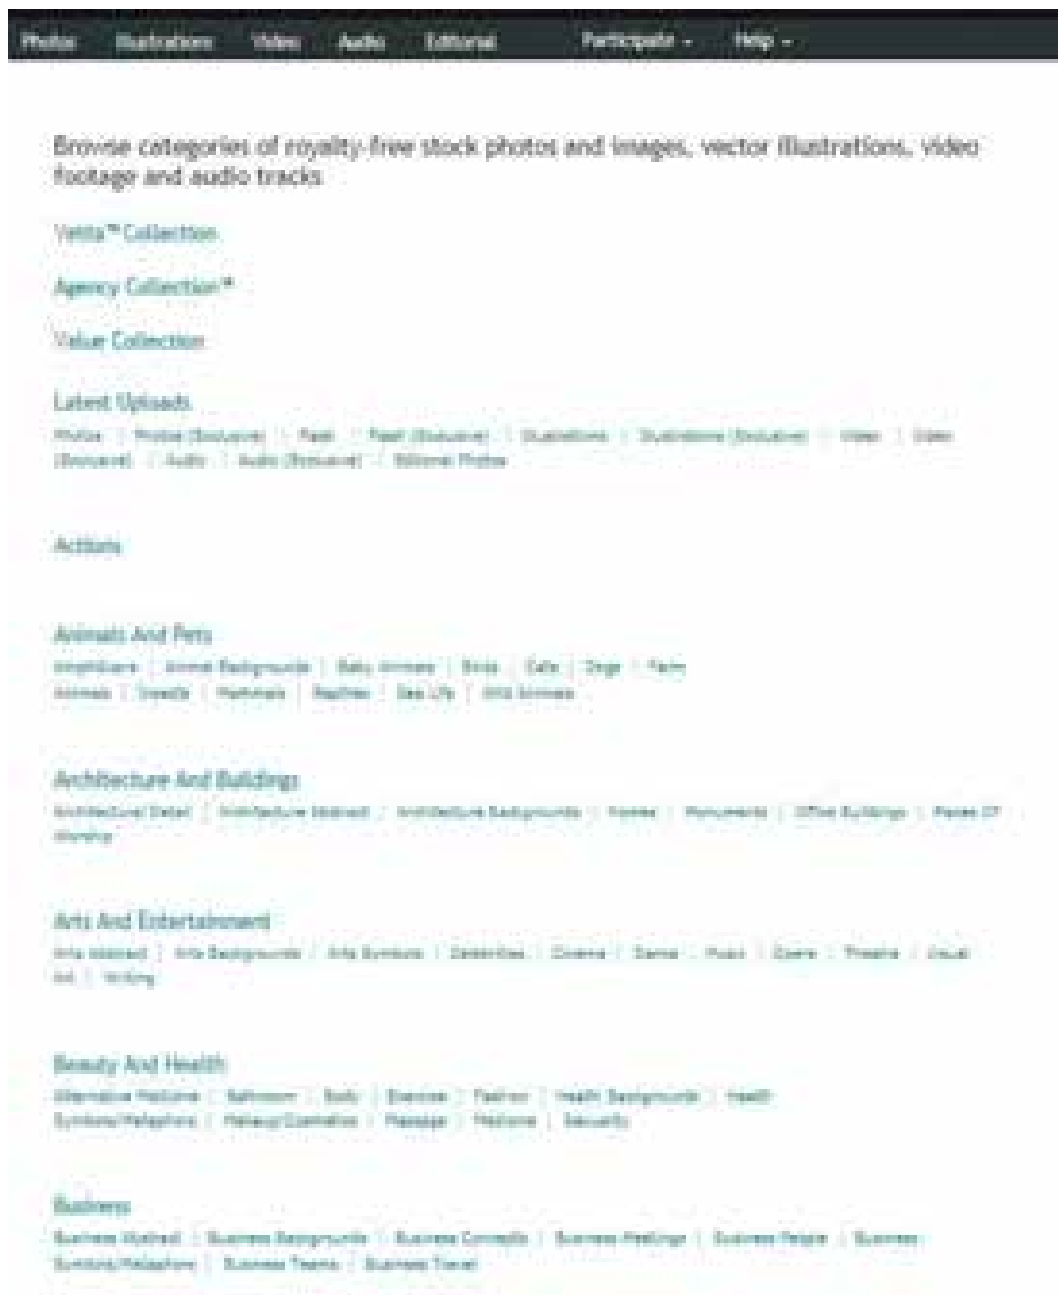 Photos Illustrations Video Audio Editorial Participate Help
Browse categories of royalty-free stock photos and images, vector illustrations, video
footage and audio tracks
Vetta™ Collection
Agency Collection™
Value Collection
Latest Uploads
Photos | Photos (Exclusive) | Flash | Flash (Exclusive) | Illustrations | Illustrations (Exclusive) | Video | Video
(Exclusive) | Audio | Audio (Exclusive) | Editorial Photos
Actions
Animals And Pets
Amphibians | Animal Backgrounds | Baby Animals | Birds | Cats | Dogs | Farm
Animals | Insects | Mammals | Reptiles | Sea Life | Animals
Architecture And Buildings
Architectural Detail | Architecture Abstract | Architecture Backgrounds | Homes | Monuments | Office Buildings | Places Of
Worship
Arts And Entertainment
Arts Abstract | Arts Backgrounds | Arts Symbols | Celebrities | Cinema | Dance | Music | Opera | Theatre | Visual
Art | Writing
Beauty And Health
Alternative Medicine | Bathroom | Body | Exercise | Fashion | Health Backgrounds | Health
Symbols/Metaphors | Makeup/Cosmetics | Massage | Medicine | Sexuality
Business
Business Abstract | Business Backgrounds | Business Concepts | Business Meetings | Business People | Business
Symbols/Metaphors | Business Teams | Business Travel